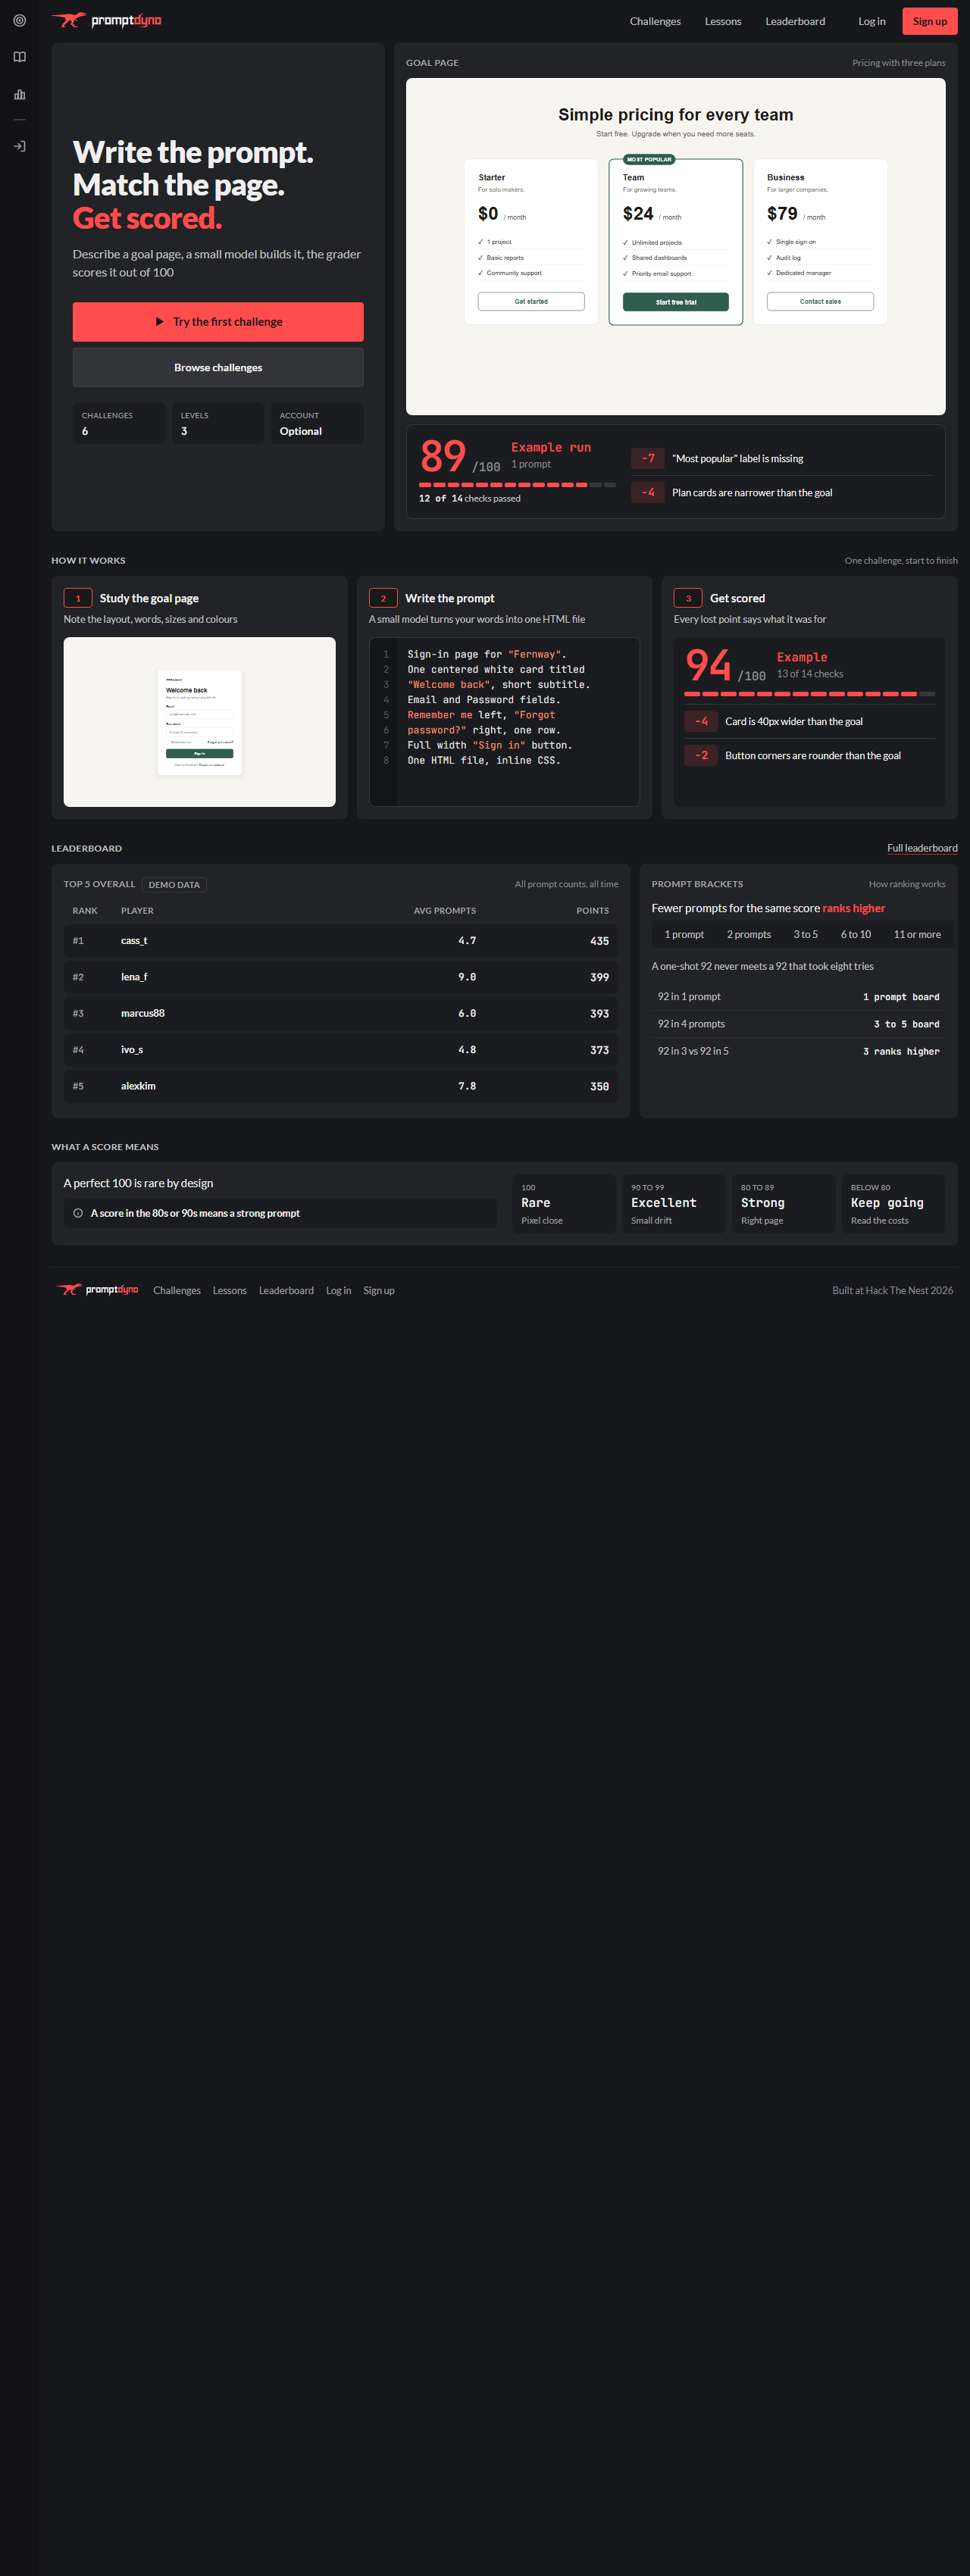 promptdyno
Challenges
Lessons
Leaderboard
Log in
Sign up
Write the prompt.
Match the page.
Get scored.
Describe a goal page, a small model builds it, the grader
scores it out of 100
Try the first challenge
Browse challenges
CHALLENGES
6
LEVELS
3
ACCOUNT
Optional
GOAL PAGE
Pricing with three plans
Simple pricing for every team
Start free. Upgrade when you need more seats.
Starter
For solo makers.
$0 / month
✓ 1 project
✓ Basic reports
✓ Community support
Get started
MOST POPULAR
Team
For growing teams.
$24 / month
✓ Unlimited projects
✓ Shared dashboards
✓ Priority email support
Start free trial
Business
For larger companies.
$79 / month
✓ Single sign-on
✓ Audit log
✓ Dedicated manager
Contact sales
89 /100
Example run
1 prompt
12 of 14 checks passed
-7 "Most popular" label is missing
-4 Plan cards are narrower than the goal
HOW IT WORKS
One challenge, start to finish
1 Study the goal page
Note the layout, words, sizes and colours
Welcome back
Sign in
2 Write the prompt
A small model turns your words into one HTML file
1 Sign-in page for "Fernway".
2 One centered white card titled
3 "Welcome back", short subtitle.
4 Email and Password fields.
5 Remember me left, "Forgot
6 password?" right, one row.
7 Full width "Sign in" button.
8 One HTML file, inline CSS.
3 Get scored
Every lost point says what it was for
94 /100
Example
13 of 14 checks
-4 Card is 40px wider than the goal
-2 Button corners are rounder than the goal
LEADERBOARD
Full leaderboard
TOP 5 OVERALL
DEMO DATA
All prompt counts, all time
RANK PLAYER AVG PROMPTS POINTS
#1 cass_t 4.7 435
#2 lena_f 9.0 399
#3 marcus88 6.0 393
#4 ivo_s 4.8 373
#5 alexkim 7.8 350
PROMPT BRACKETS
How ranking works
Fewer prompts for the same score ranks higher
1 prompt
2 prompts
3 to 5
6 to 10
11 or more
A one-shot 92 never meets a 92 that took eight tries
92 in 1 prompt 1 prompt board
92 in 4 prompts 3 to 5 board
92 in 3 vs 92 in 5 3 ranks higher
WHAT A SCORE MEANS
A perfect 100 is rare by design
A score in the 80s or 90s means a strong prompt
100
Rare
Pixel close
90 TO 99
Excellent
Small drift
80 TO 89
Strong
Right page
BELOW 80
Keep going
Read the costs
promptdyno
Challenges
Lessons
Leaderboard
Log in
Sign up
Built at Hack The Nest 2026